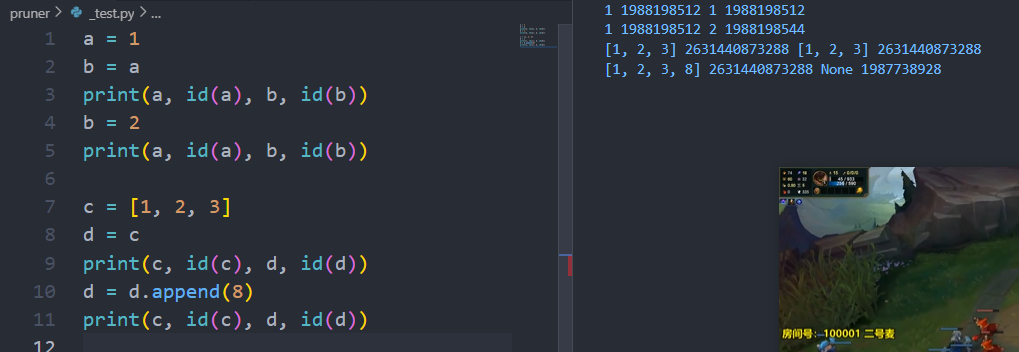 pruner > _test.py > ...
1 a = 1
2 b = a
3 print(a, id(a), b, id(b))
4 b = 2
5 print(a, id(a), b, id(b))
6
7 c = [1, 2, 3]
8 d = c
9 print(c, id(c), d, id(d))
10 d = d.append(8)
11 print(c, id(c), d, id(d))
12
1 1988198512 1 1988198512
1 1988198512 2 1988198544
[1, 2, 3] 2631440873288 [1, 2, 3] 2631440873288
[1, 2, 3, 8] 2631440873288 None 1987738928
房间号：100001 二号麦